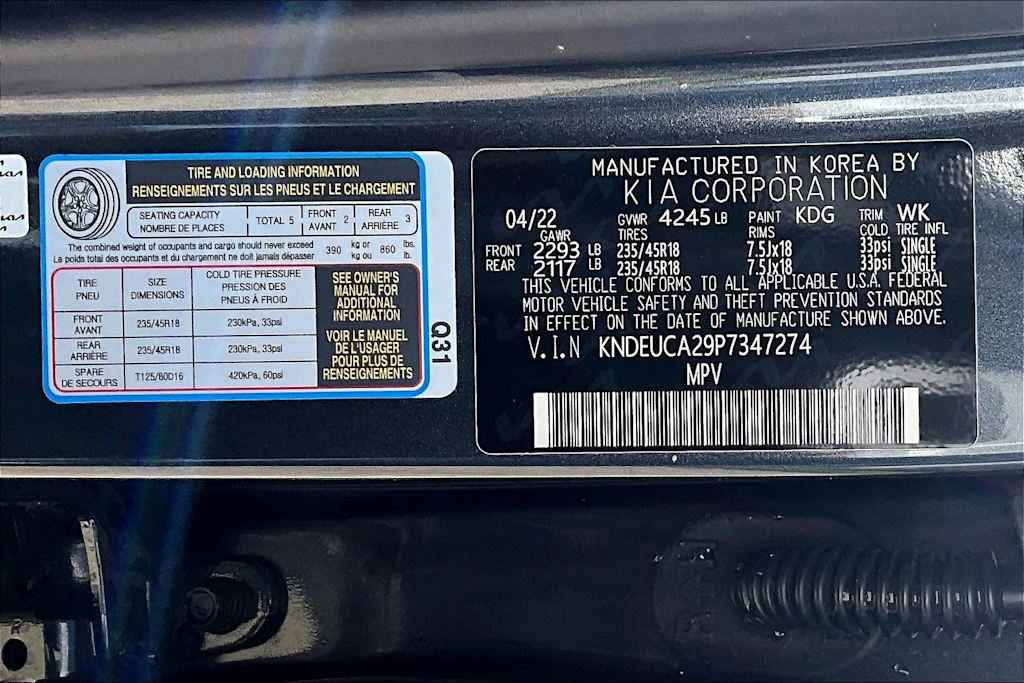 TIRE AND LOADING INFORMATION
RENSEIGNEMENTS SUR LES PNEUS ET LE CHARGEMENT
SEATING CAPACITY
NOMBRE DE PLACES
TOTAL 5
FRONT
AVANT
2
REAR
ARRIÈRE
3
The combined weight of occupants and cargo should never exceed
Le poids total des occupants et du chargement ne doit jamais dépasser
390
kg or
kg ou
860
lbs.
lb.
TIRE
PNEU
SIZE
DIMENSIONS
COLD TIRE PRESSURE
PRESSION DES
PNEUS À FROID
FRONT
AVANT
235/45R18
230kPa, 33psi
REAR
ARRIÈRE
235/45R18
230kPa, 33psi
SPARE
DE SECOURS
T125/80D16
420kPa, 60psi
SEE OWNER'S
MANUAL FOR
ADDITIONAL
INFORMATION
VOIR LE MANUEL
DE L'USAGER
POUR PLUS DE
RENSEIGNEMENTS
Q31
MANUFACTURED IN KOREA BY
KIA CORPORATION
04/22 GVWR 4245 LB PAINT KDG TRIM WK
GAWR TIRES RIMS COLD TIRE INFL
FRONT 2293 LB 235/45R18 7.5Jx18 33psi SINGLE
REAR 2117 LB 235/45R18 7.5Jx18 33psi SINGLE
THIS VEHICLE CONFORMS TO ALL APPLICABLE U.S.A. FEDERAL
MOTOR VEHICLE SAFETY AND THEFT PREVENTION STANDARDS
IN EFFECT ON THE DATE OF MANUFACTURE SHOWN ABOVE.
V.I.N KNDEUCA29P7347274
MPV